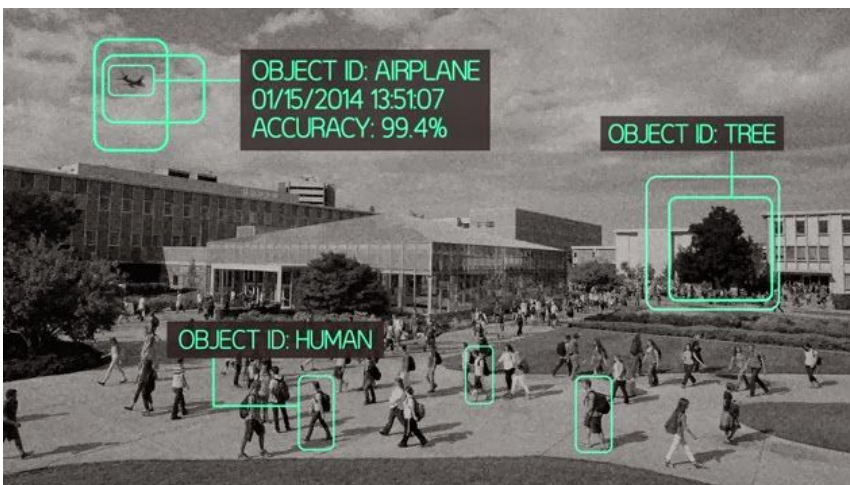 OBJECT ID: AIRPLANE
01/15/2014 13:51:07
ACCURACY: 99.4%
OBJECT ID: TREE
OBJECT ID: HUMAN